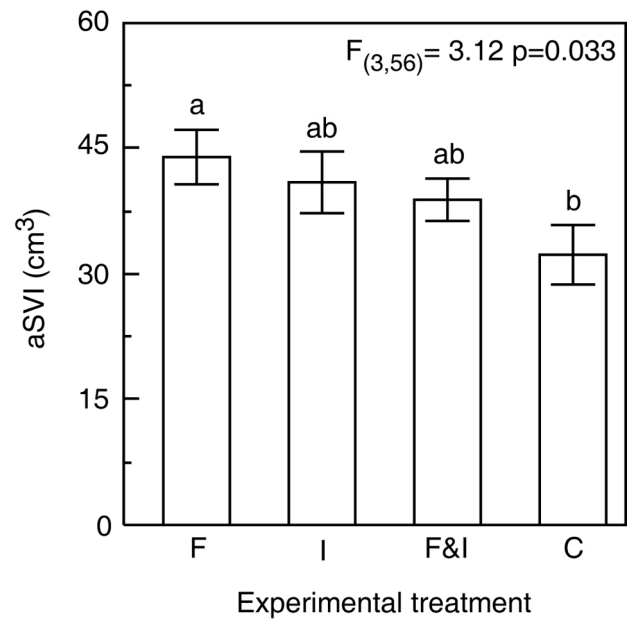 60
F(3,56)= 3.12 p=0.033
a
45
ab
ab
b
aSVI (cm3)
30
15
0
F I F&I C
Experimental treatment